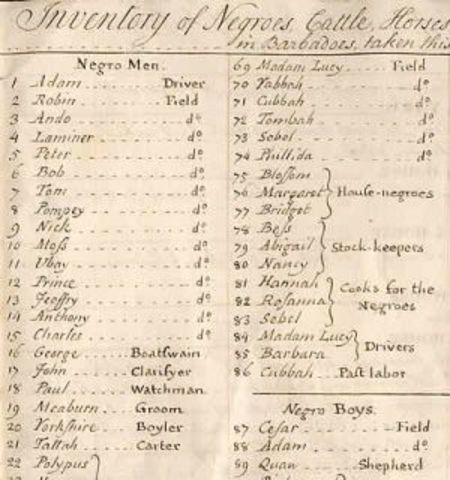 Inventory of Negroes, Cattle, Horses
in Barbadoes, taken this
Negro Men.
1 Adam ........ Driver
2 Robin ........ Field
3 Ando ........ do
4 Laminer ........ do
5 Peter ........ do
6 Bob ........ do
7 Tom ........ do
8 Pompey ........ do
9 Nick ........ do
10 Moss ........ do
11 Ubay ........ do
12 Prince ........ do
13 Jeoffry ........ do
14 Anthony ........ do
15 Charles ........ do
16 George ..... Boatswain
17 John ..... Clarifyer
18 Paul ..... Watchman
19 Meaburn ... Groom
20 Yorkshire ... Boyler
21 Tallah ..... Carter
22 Polypus
69 Madam Lucy .... Field
70 Yabbah ........ do
71 Cubbah ........ do
72 Tombah ........ do
73 Sebel ........ do
74 Phillida ........ do
75 Blossom
76 Margaret House-negroes
77 Bridget
78 Bess
79 Abigail Stock-keepers
80 Nancy
81 Hannah Cooks for the
82 Rosanna Negroes
83 Sebel
84 Madam Lucy Drivers
85 Barbara
86 Cubbah ... Past labor
Negro Boys.
87 Cesar ........ Field
88 Adam ........ do
89 Quan ..... Shepherd